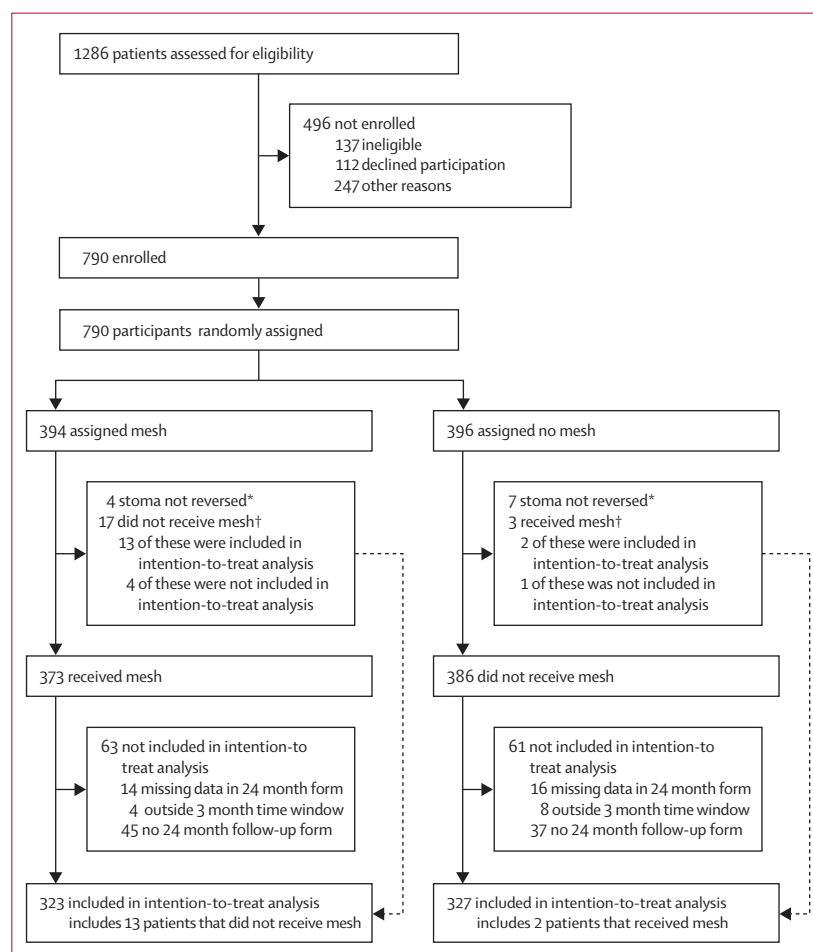 1286 patients assessed for eligibility
496 not enrolled
137 ineligible
112 declined participation
247 other reasons
790 enrolled
790 participants randomly assigned
394 assigned mesh
396 assigned no mesh
4 stoma not reversed*
17 did not receive mesh†
13 of these were included in
intention-to-treat analysis
4 of these were not included in
intention-to-treat analysis
7 stoma not reversed*
3 received mesh†
2 of these were included in
intention-to-treat analysis
1 of these was not included in
intention-to-treat analysis
373 received mesh
386 did not receive mesh
63 not included in intention-to
treat analysis
14 missing data in 24 month form
4 outside 3 month time window
45 no 24 month follow-up form
61 not included in intention-to
treat analysis
16 missing data in 24 month form
8 outside 3 month time window
37 no 24 month follow-up form
323 included in intention-to-treat analysis
includes 13 patients that did not receive mesh
327 included in intention-to-treat analysis
includes 2 patients that received mesh